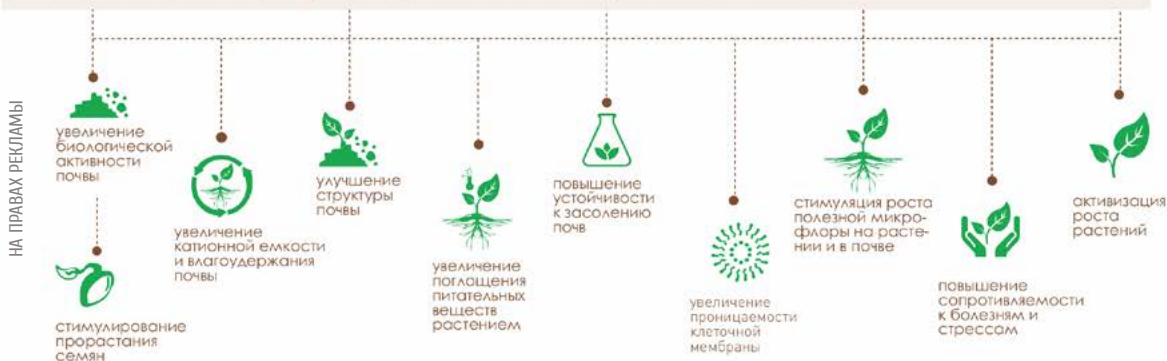 НА ПРАВАХ РЕКЛАМЫ
увеличение
биологической
активности
почвы
стимулирование
прорастания
семян
увеличение
катионной емкости
и влагоудержания
почвы
улучшение
структуры
почвы
увеличение
поглощения
питательных
веществ
растением
повышение
устойчивости
к засолению
почв
увеличение
проницаемости
клеточной
мембраны
стимуляция роста
полезной микро-
флоры на расте-
нии и в почве
повышение
сопротивляемости
к болезням и
стрессам
активизация
роста
растений